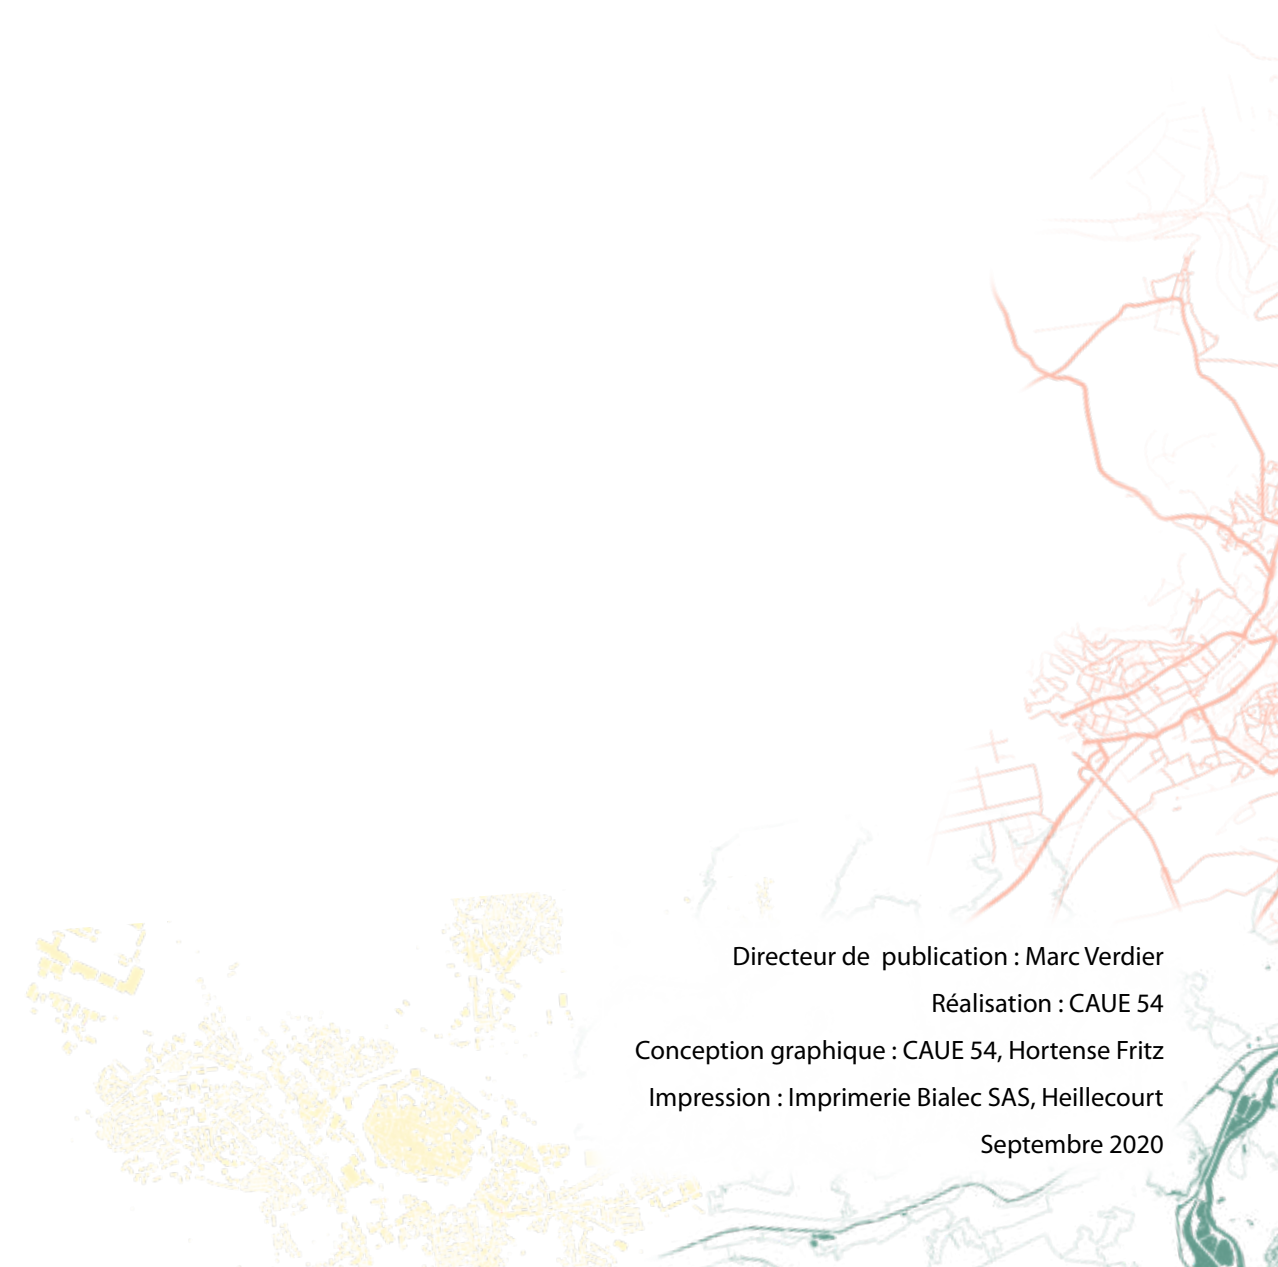 Directeur de publication : Marc Verdier
Réalisation : CAUE 54
Conception graphique : CAUE 54, Hortense Fritz
Impression : Imprimerie Bialec SAS, Heillecourt
Septembre 2020